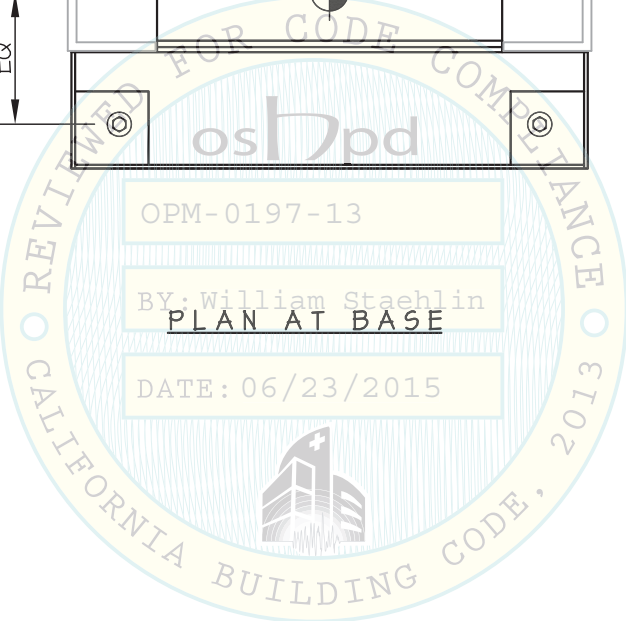 EQ
REVIEWED FOR CODE COMPLIANCE
oshpd
OPM-0197-13
BY: William Staehlin
PLAN AT BASE
DATE: 06/23/2015
CALIFORNIA BUILDING CODE, 2013